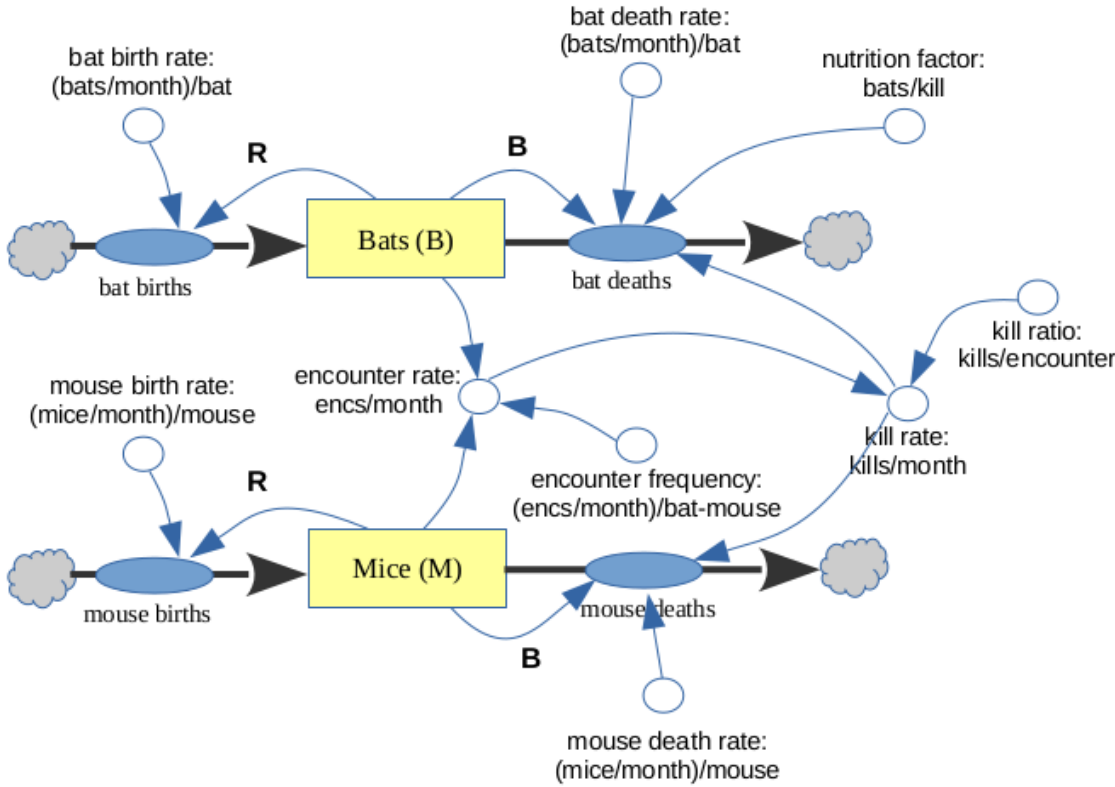 bat birth rate:
(bats/month)/bat
bat death rate:
(bats/month)/bat
nutrition factor:
bats/kill
R
B
Bats (B)
bat births
bat deaths
kill ratio:
kills/encounter
encounter rate:
encs/month
mouse birth rate:
(mice/month)/mouse
kill rate:
kills/month
encounter frequency:
(encs/month)/bat-mouse
R
Mice (M)
mouse births
mouse deaths
B
mouse death rate:
(mice/month)/mouse